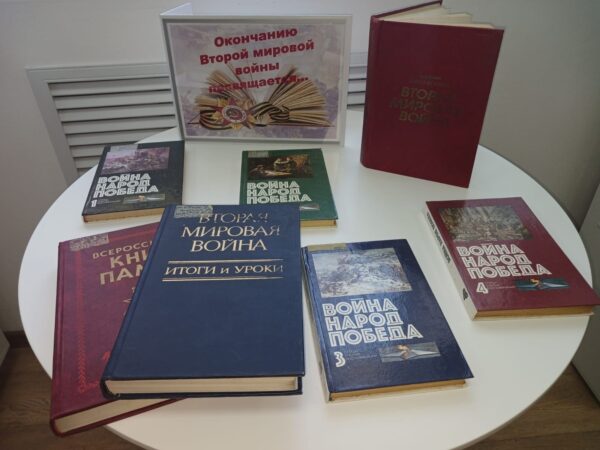 Окончанию
Второй мировой
войны
посвящается...
ВТОРАЯ
МИРОВАЯ
ВОЙНА
ВОЙНА
НАРОД
ПОБЕДА
1
ВОЙНА
НАРОД
ПОБЕДА
ВСЕРОСС
КНИ
ПАМ
ВТОРАЯ
МИРОВАЯ
ВОЙНА
ИТОГИ и УРОКИ
ВОЙНА
НАРОД
ПОБЕДА
3
ВОЙНА
НАРОД
ПОБЕДА
4